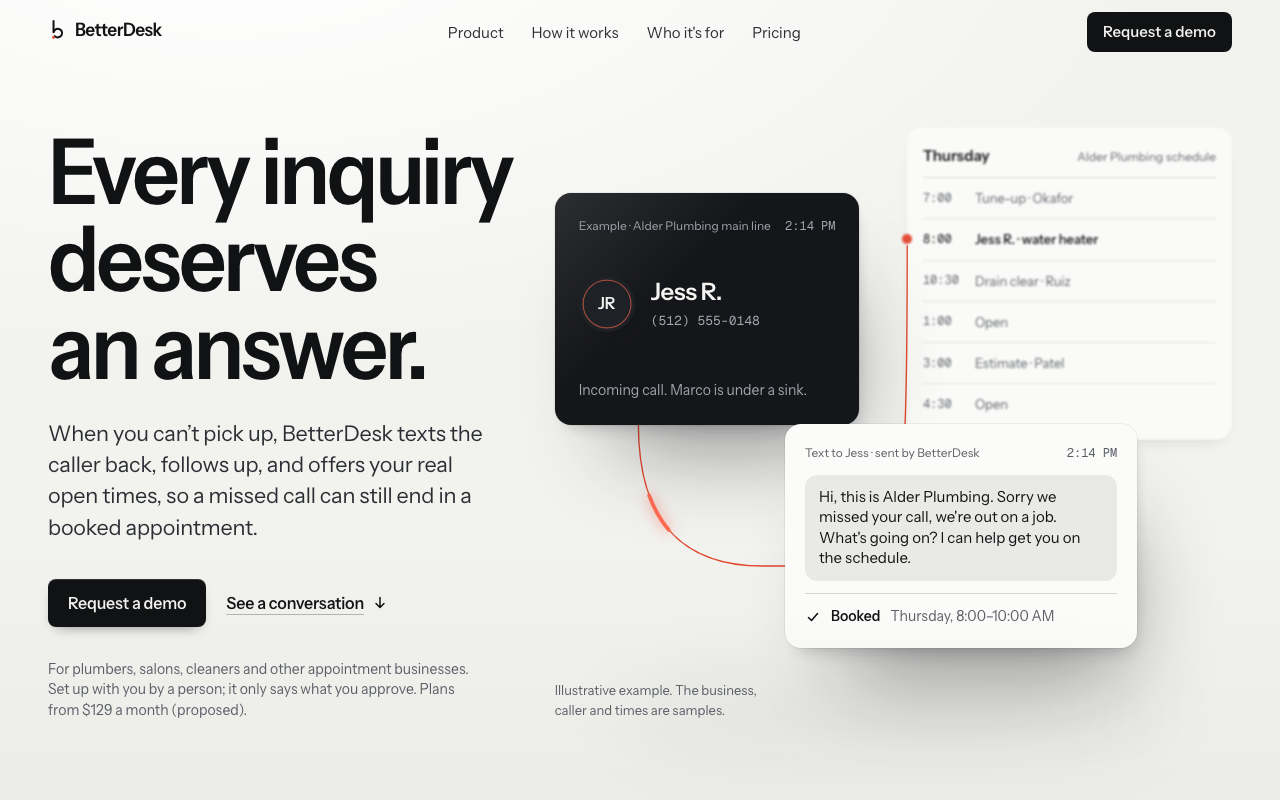 BetterDesk
Product
How it works
Who it's for
Pricing
Request a demo
Every inquiry
deserves
an answer.
When you can’t pick up, BetterDesk texts the
caller back, follows up, and offers your real
open times, so a missed call can still end in a
booked appointment.
Request a demo
See a conversation ↓
For plumbers, salons, cleaners and other appointment businesses.
Set up with you by a person; it only says what you approve. Plans
from $129 a month (proposed).
Example · Alder Plumbing main line 2:14 PM
JR
Jess R.
(512) 555-0148
Incoming call. Marco is under a sink.
Thursday Alder Plumbing schedule
7:00 Tune-up · Okafor
8:00 Jess R. · water heater
10:30 Drain clear · Ruiz
1:00 Open
3:00 Estimate · Patel
4:30 Open
Text to Jess · sent by BetterDesk 2:14 PM
Hi, this is Alder Plumbing. Sorry we
missed your call, we're out on a job.
What's going on? I can help get you on
the schedule.
Booked Thursday, 8:00–10:00 AM
Illustrative example. The business,
caller and times are samples.